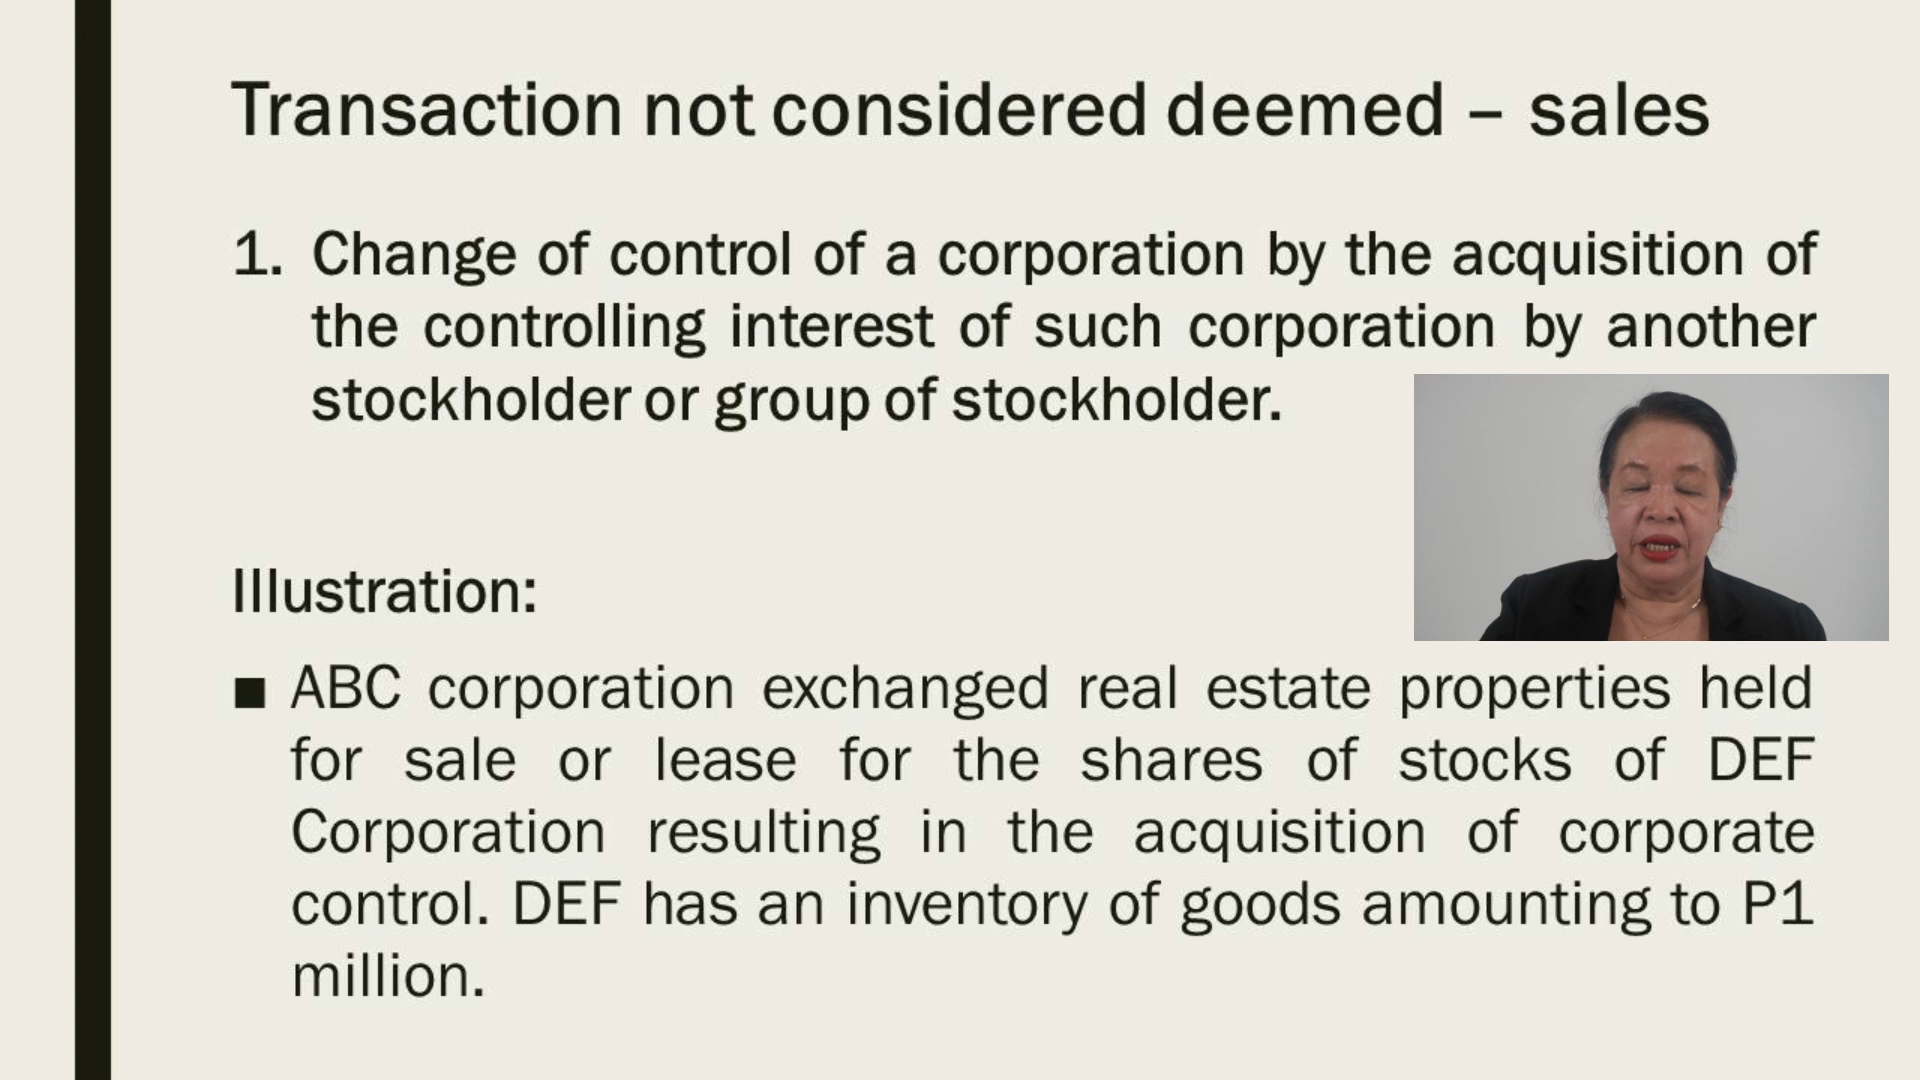 Transaction not considered deemed – sales
1. Change of control of a corporation by the acquisition of
the controlling interest of such corporation by another
stockholder or group of stockholder.
Illustration:
■ ABC corporation exchanged real estate properties held
for sale or lease for the shares of stocks of DEF
Corporation resulting in the acquisition of corporate
control. DEF has an inventory of goods amounting to P1
million.